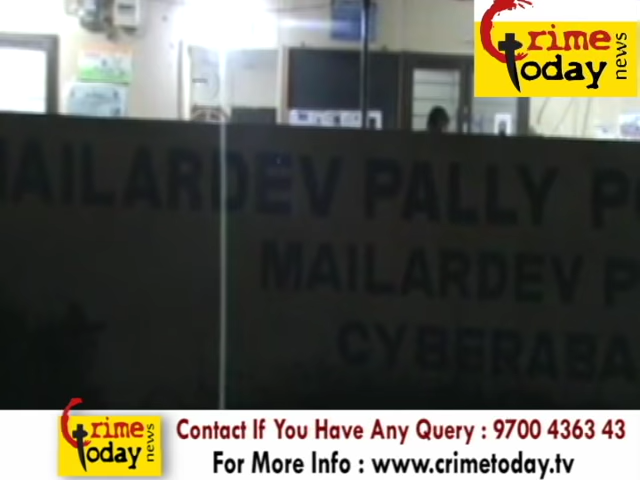 Crime
Today
news
MAILARDEV PALLY
MAILARDEV
CYBERABA
Crime
Today
news
Contact If You Have Any Query : 9700 4363 43
For More Info : www.crimetoday.tv